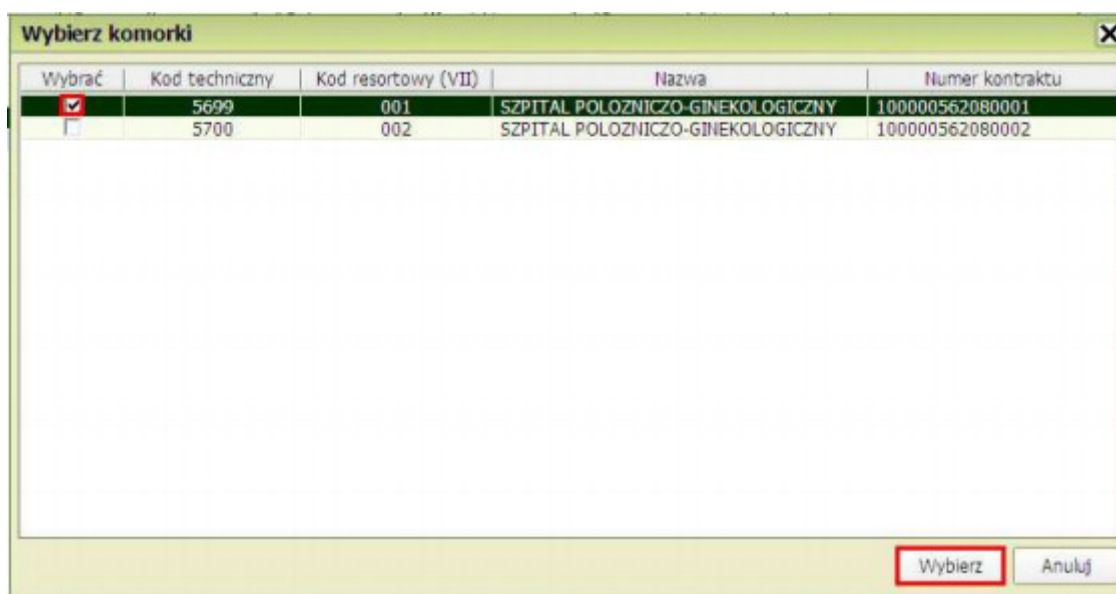 Wybierz komorki
Wybrać Kod techniczny Kod resortowy (VII) Nazwa Numer kontraktu
5699 001 SZPITAL POLOZNICZO-GINEKOLOGICZNY 100000562080001
5700 002 SZPITAL POLOZNICZO-GINEKOLOGICZNY 100000562080002
Wybierz Anuluj